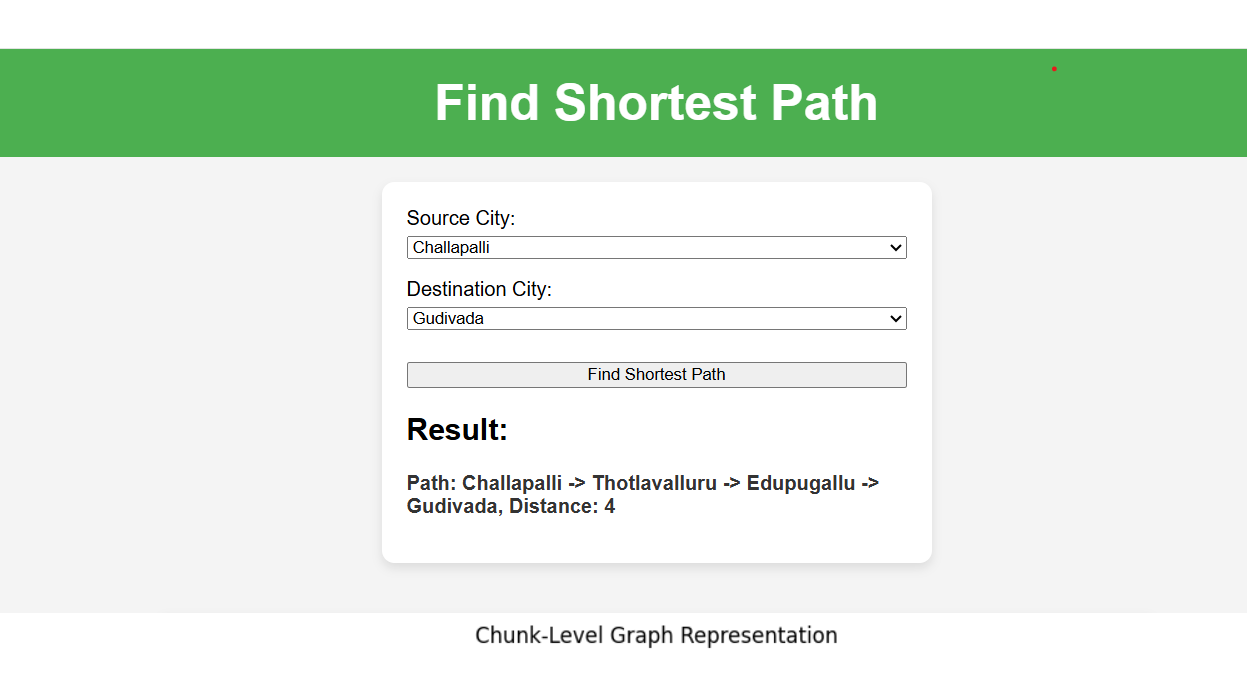 Find Shortest Path
Source City:
Challapalli
Destination City:
Gudivada
Find Shortest Path
Result:
Path: Challapalli -> Thotlavalluru -> Edupugallu ->
Gudivada, Distance: 4
Chunk-Level Graph Representation